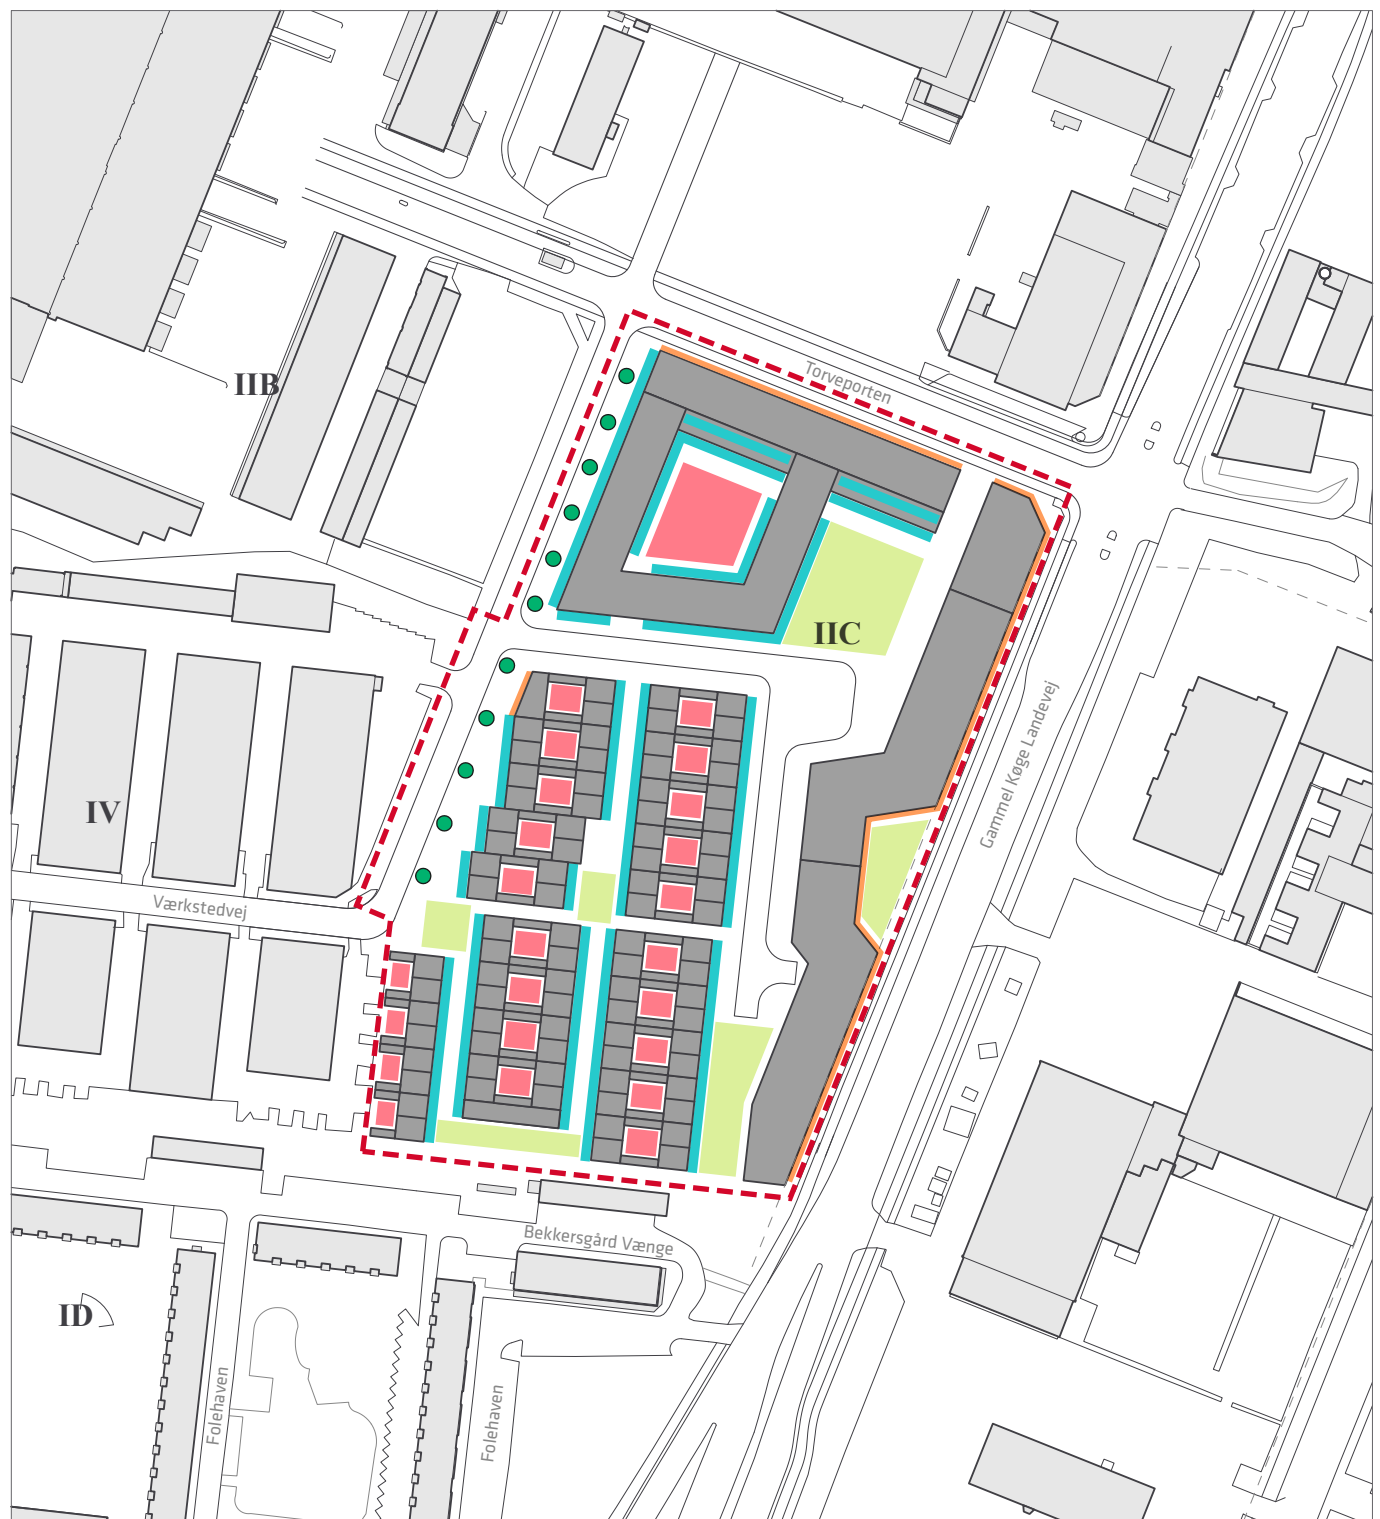 Torveporten
IIB
IIC
Gammel Køge Landevej
IV
Værkstedvej
Bekkersgård Vænge
ID
Folehaven
Folehaven